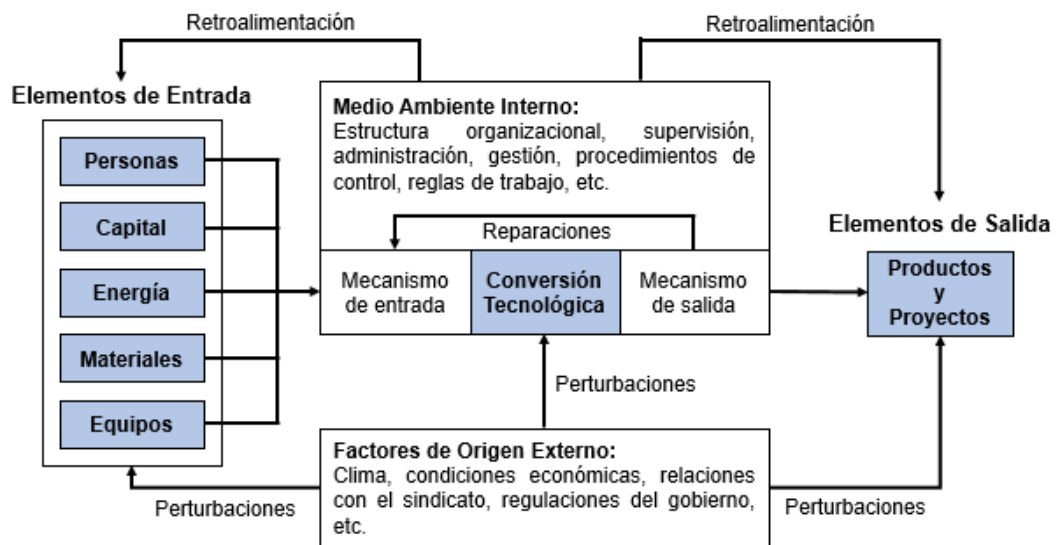 Retroalimentación
Retroalimentación
Elementos de Entrada
Personas
Capital
Energía
Materiales
Equipos
Medio Ambiente Interno:
Estructura organizacional, supervisión,
administración, gestión, procedimientos de
control, reglas de trabajo, etc.
Reparaciones
Mecanismo
de entrada
Conversión
Tecnológica
Mecanismo
de salida
Elementos de Salida
Productos
y
Proyectos
Perturbaciones
Factores de Origen Externo:
Clima, condiciones económicas, relaciones
con el sindicato, regulaciones del gobierno,
etc.
Perturbaciones
Perturbaciones